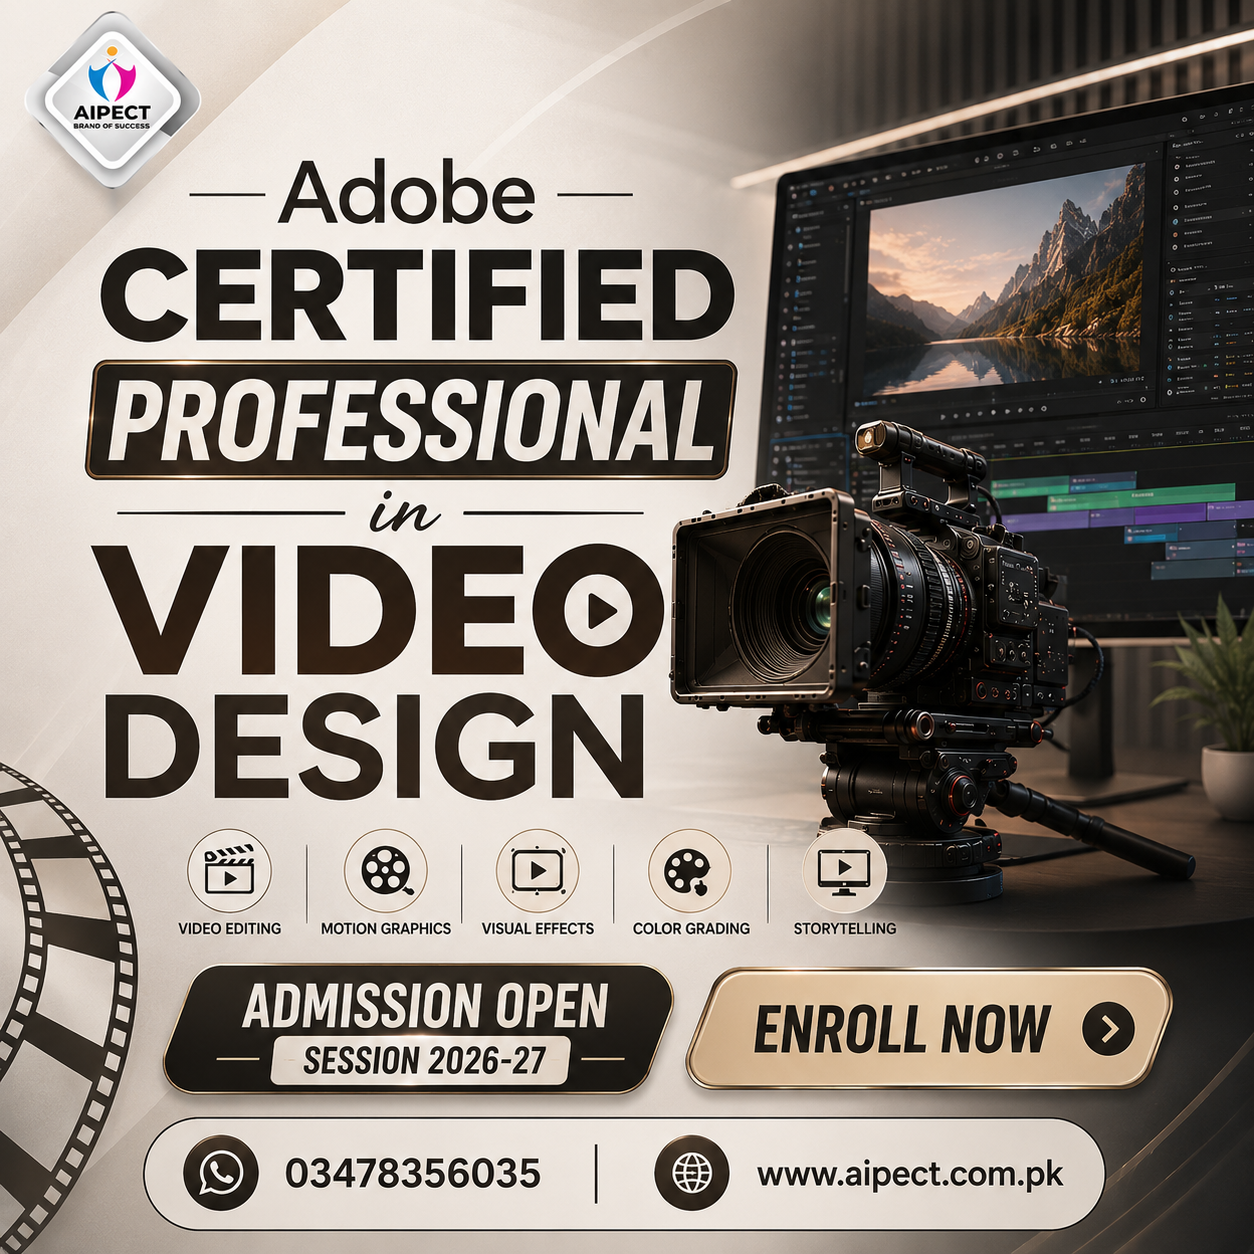 AIPECT
BRAND OF SUCCESS
Adobe
CERTIFIED
PROFESSIONAL
in
VIDEO
DESIGN
VIDEO EDITING
MOTION GRAPHICS
VISUAL EFFECTS
COLOR GRADING
STORYTELLING
ADMISSION OPEN
SESSION 2026-27
ENROLL NOW
03478356035
www.aipect.com.pk